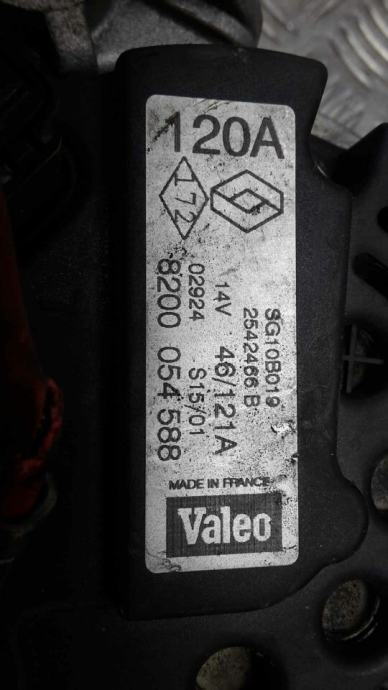 120A
172
SG10B019
2542466 B
14V 46/121A
02924 S15/01
8200 054 588
MADE IN FRANCE
Valeo